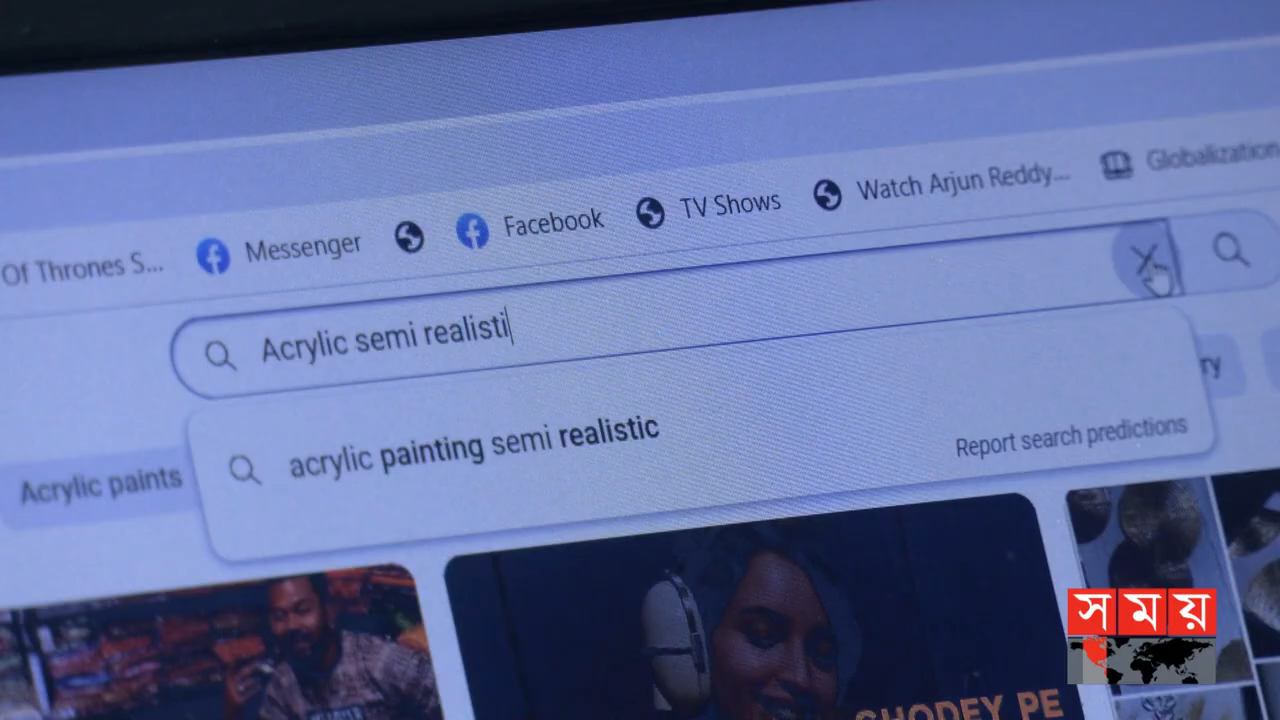 Of Thrones S... Messenger Facebook TV Shows Watch Arjun Reddy... Globalization
Acrylic semi realisti
acrylic painting semi realistic
Report search predictions
Acrylic paints
ry
CHODEY PE
সময়